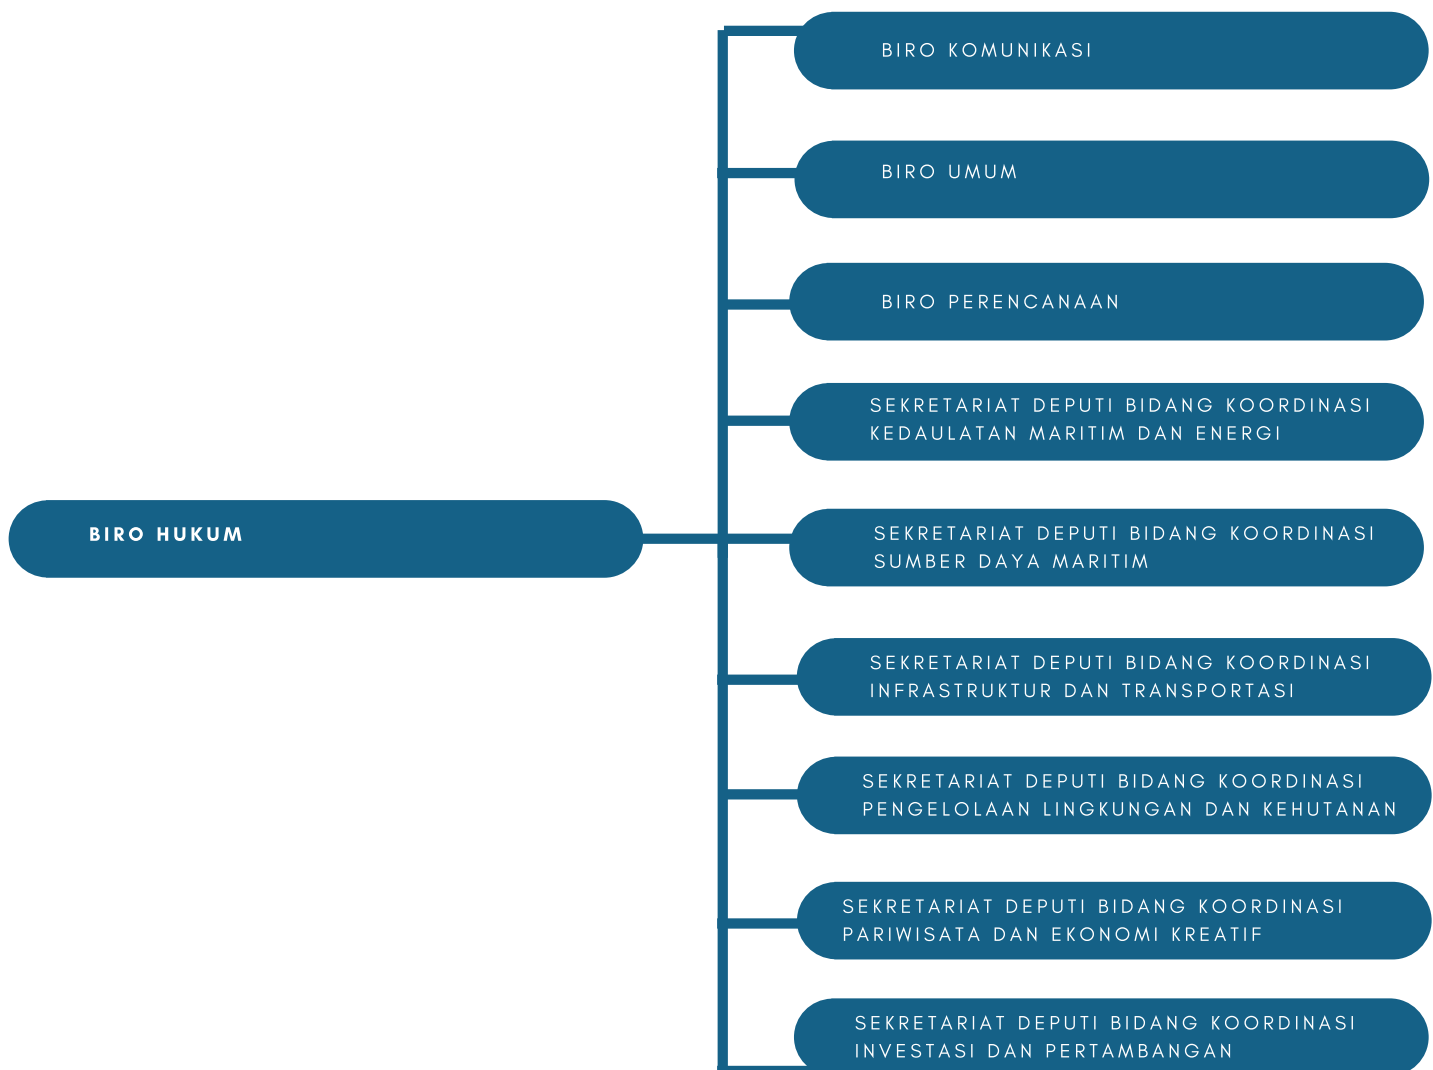 BIRO KOMUNIKASI
BIRO UMUM
BIRO PERENCANAAN
SEKRETARIAT DEPUTI BIDANG KOORDINASI
KEDAULATAN MARITIM DAN ENERGI
BIRO HUKUM
SEKRETARIAT DEPUTI BIDANG KOORDINASI
SUMBER DAYA MARITIM
SEKRETARIAT DEPUTI BIDANG KOORDINASI
INFRASTRUKTUR DAN TRANSPORTASI
SEKRETARIAT DEPUTI BIDANG KOORDINASI
PENGELOLAAN LINGKUNGAN DAN KEHUTANAN
SEKRETARIAT DEPUTI BIDANG KOORDINASI
PARIWISATA DAN EKONOMI KREATIF
SEKRETARIAT DEPUTI BIDANG KOORDINASI
INVESTASI DAN PERTAMBANGAN